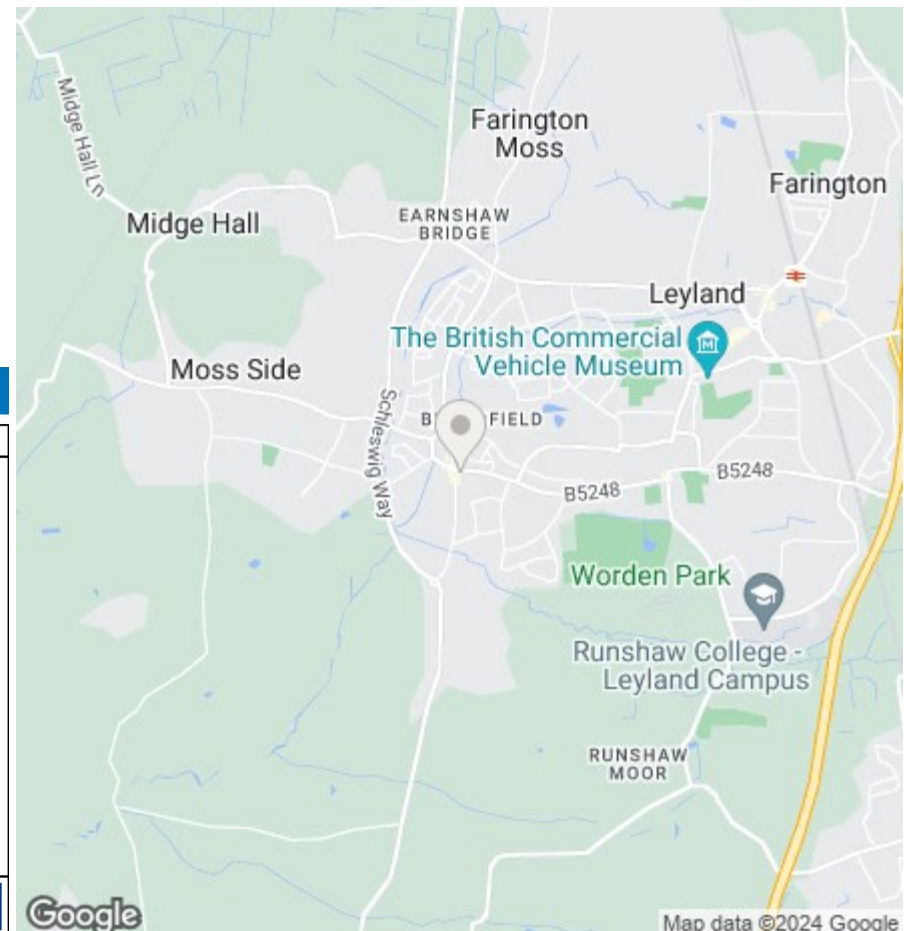 Farington
Moss
Midge Hall Ln
Farington
Midge Hall
EARNSHAW
BRIDGE
Leyland
The British Commercial
Vehicle Museum
Moss Side
Schleswig Way
FIELD
B5248
B5248
Worden Park
Runshaw College -
Leyland Campus
RUNSHAW
MOOR
Google
Map data ©2024 Google